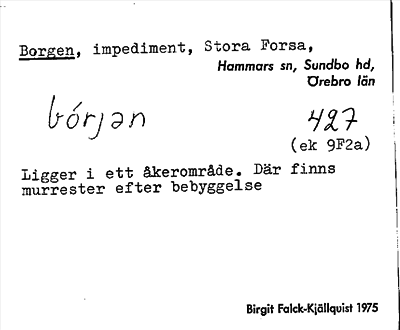 Borgen, impediment, Stora Forsa,
Hammars sn, Sundbo hd,
Örebro län
bórjan 427
(ek 9F2a)
Ligger i ett åkerområde. Där finns
murrester efter bebyggelse
Birgit Falck-Kjällquist 1975